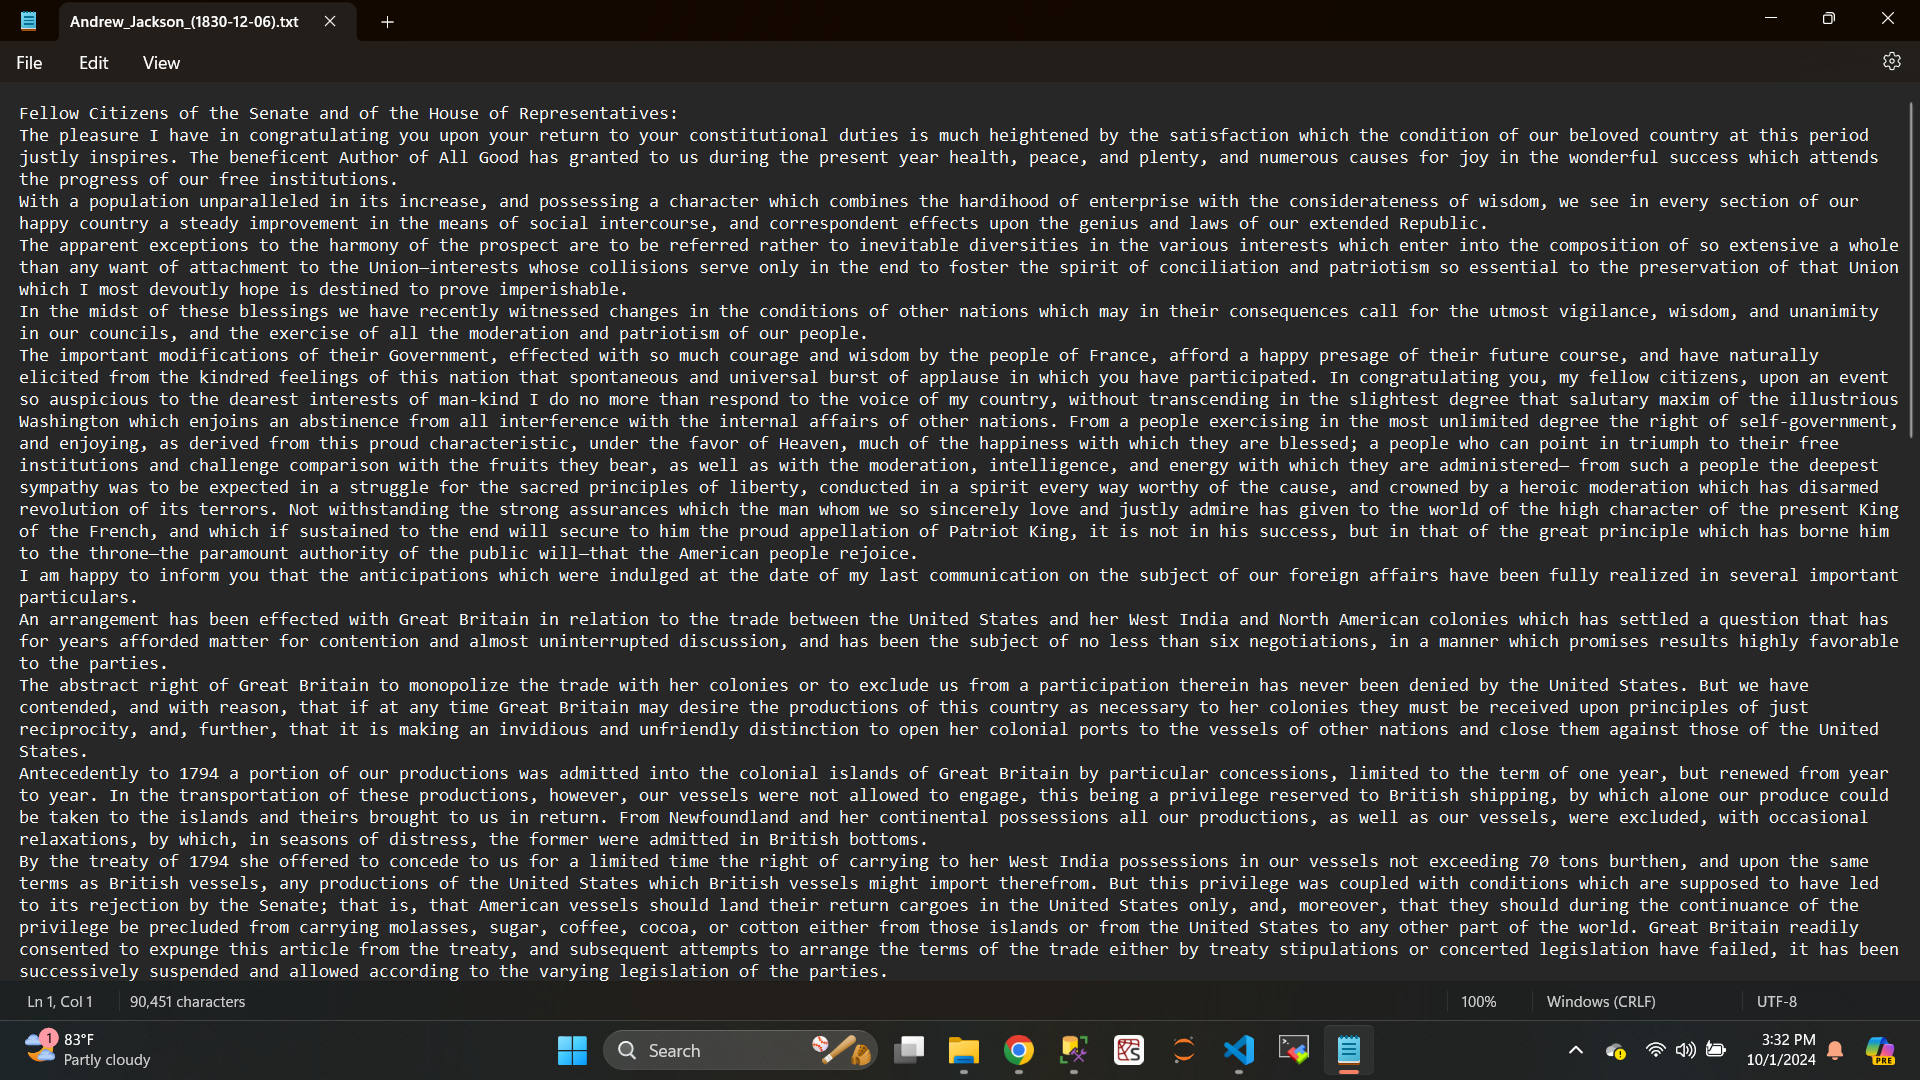 Andrew_Jackson_(1830-12-06).txt
File Edit View
Fellow Citizens of the Senate and of the House of Representatives:
The pleasure I have in congratulating you upon your return to your constitutional duties is much heightened by the satisfaction which the condition of our beloved country at this period
justly inspires. The beneficent Author of All Good has granted to us during the present year health, peace, and plenty, and numerous causes for joy in the wonderful success which attends
the progress of our free institutions.
With a population unparalleled in its increase, and possessing a character which combines the hardihood of enterprise with the considerateness of wisdom, we see in every section of our
happy country a steady improvement in the means of social intercourse, and correspondent effects upon the genius and laws of our extended Republic.
The apparent exceptions to the harmony of the prospect are to be referred rather to inevitable diversities in the various interests which enter into the composition of so extensive a whole
than any want of attachment to the Union—interests whose collisions serve only in the end to foster the spirit of conciliation and patriotism so essential to the preservation of that Union
which I most devoutly hope is destined to prove imperishable.
In the midst of these blessings we have recently witnessed changes in the conditions of other nations which may in their consequences call for the utmost vigilance, wisdom, and unanimity
in our councils, and the exercise of all the moderation and patriotism of our people.
The important modifications of their Government, effected with so much courage and wisdom by the people of France, afford a happy presage of their future course, and have naturally
elicited from the kindred feelings of this nation that spontaneous and universal burst of applause in which you have participated. In congratulating you, my fellow citizens, upon an event
so auspicious to the dearest interests of man-kind I do no more than respond to the voice of my country, without transcending in the slightest degree that salutary maxim of the illustrious
Washington which enjoins an abstinence from all interference with the internal affairs of other nations. From a people exercising in the most unlimited degree the right of self-government,
and enjoying, as derived from this proud characteristic, under the favor of Heaven, much of the happiness with which they are blessed; a people who can point in triumph to their free
institutions and challenge comparison with the fruits they bear, as well as with the moderation, intelligence, and energy with which they are administered— from such a people the deepest
sympathy was to be expected in a struggle for the sacred principles of liberty, conducted in a spirit every way worthy of the cause, and crowned by a heroic moderation which has disarmed
revolution of its terrors. Not withstanding the strong assurances which the man whom we so sincerely love and justly admire has given to the world of the high character of the present King
of the French, and which if sustained to the end will secure to him the proud appellation of Patriot King, it is not in his success, but in that of the great principle which has borne him
to the throne—the paramount authority of the public will—that the American people rejoice.
I am happy to inform you that the anticipations which were indulged at the date of my last communication on the subject of our foreign affairs have been fully realized in several important
particulars.
An arrangement has been effected with Great Britain in relation to the trade between the United States and her West India and North American colonies which has settled a question that has
for years afforded matter for contention and almost uninterrupted discussion, and has been the subject of no less than six negotiations, in a manner which promises results highly favorable
to the parties.
The abstract right of Great Britain to monopolize the trade with her colonies or to exclude us from a participation therein has never been denied by the United States. But we have
contended, and with reason, that if at any time Great Britain may desire the productions of this country as necessary to her colonies they must be received upon principles of just
reciprocity, and, further, that it is making an invidious and unfriendly distinction to open her colonial ports to the vessels of other nations and close them against those of the United
States.
Antecedently to 1794 a portion of our productions was admitted into the colonial islands of Great Britain by particular concessions, limited to the term of one year, but renewed from year
to year. In the transportation of these productions, however, our vessels were not allowed to engage, this being a privilege reserved to British shipping, by which alone our produce could
be taken to the islands and theirs brought to us in return. From Newfoundland and her continental possessions all our productions, as well as our vessels, were excluded, with occasional
relaxations, by which, in seasons of distress, the former were admitted in British bottoms.
By the treaty of 1794 she offered to concede to us for a limited time the right of carrying to her West India possessions in our vessels not exceeding 70 tons burthen, and upon the same
terms as British vessels, any productions of the United States which British vessels might import therefrom. But this privilege was coupled with conditions which are supposed to have led
to its rejection by the Senate; that is, that American vessels should land their return cargoes in the United States only, and, moreover, that they should during the continuance of the
privilege be precluded from carrying molasses, sugar, coffee, cocoa, or cotton either from those islands or from the United States to any other part of the world. Great Britain readily
consented to expunge this article from the treaty, and subsequent attempts to arrange the terms of the trade either by treaty stipulations or concerted legislation have failed, it has been
successively suspended and allowed according to the varying legislation of the parties.
Ln 1, Col 1 90,451 characters 100% Windows (CRLF) UTF-8
1 83°F
Partly cloudy
Search
PRE
3:32 PM
10/1/2024